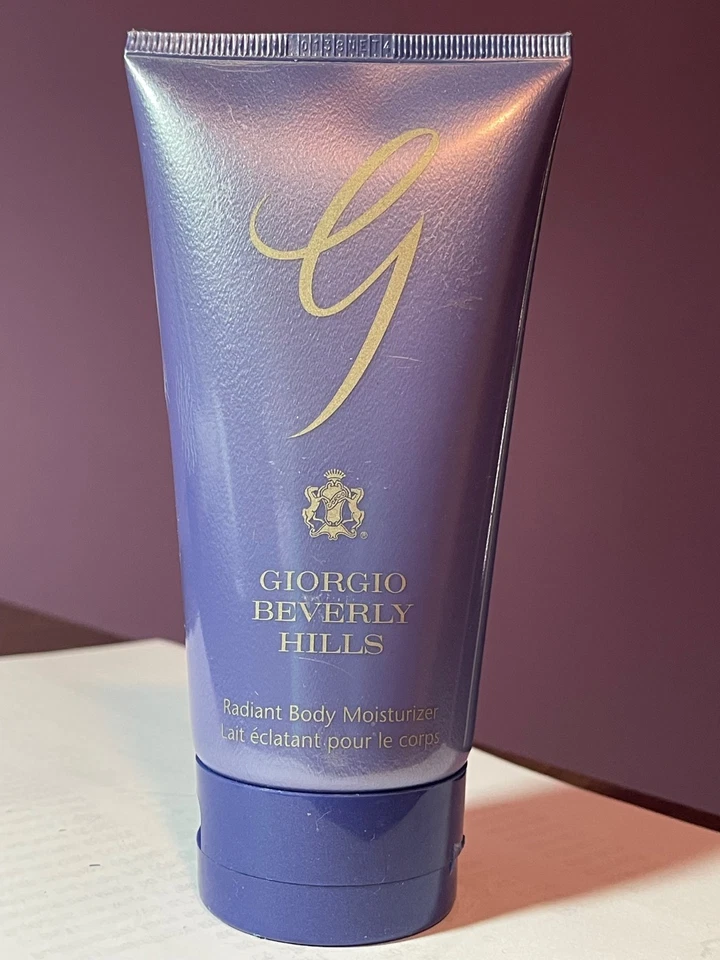 G
®
GIORGIO
BEVERLY
HILLS
Radiant Body Moisturizer
Lait éclatant pour le corps